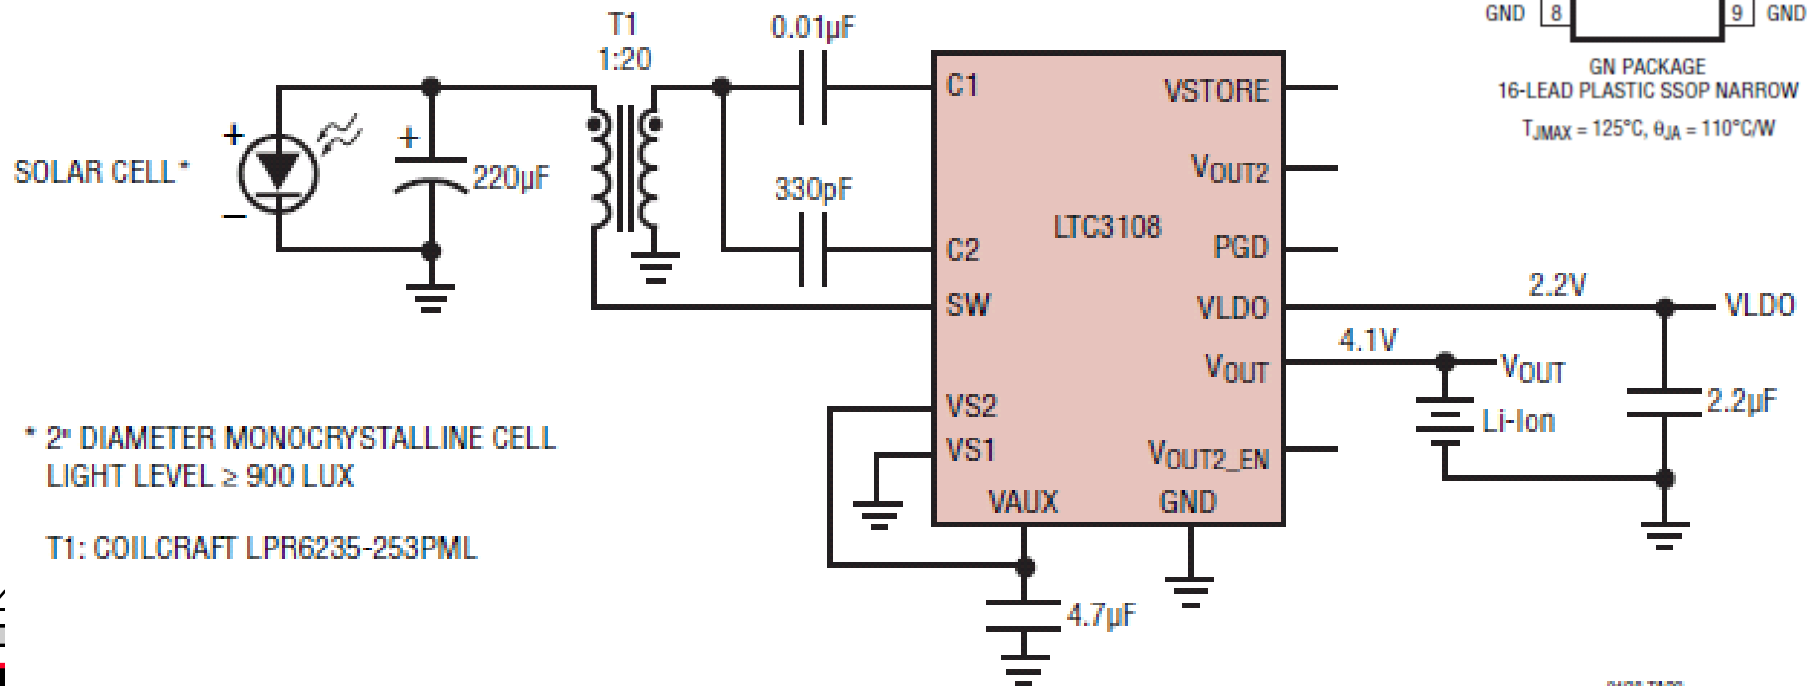 GND 8
9 GND
GN PACKAGE
16-LEAD PLASTIC SSOP NARROW
TJMAX = 125°C, θJA = 110°C/W
T1
1:20
0.01µF
330pF
SOLAR CELL*
+
–
+
220µF
LTC3108
C1
C2
SW
VS2
VS1
VAUX
GND
VSTORE
VOUT2
PGD
VLDO
VOUT
VOUT2_EN
2.2V
VLDO
4.1V
VOUT
Li-Ion
2.2µF
4.7µF
* 2" DIAMETER MONOCRYSTALLINE CELL
LIGHT LEVEL ≥ 900 LUX
T1: COILCRAFT LPR6235-253PML